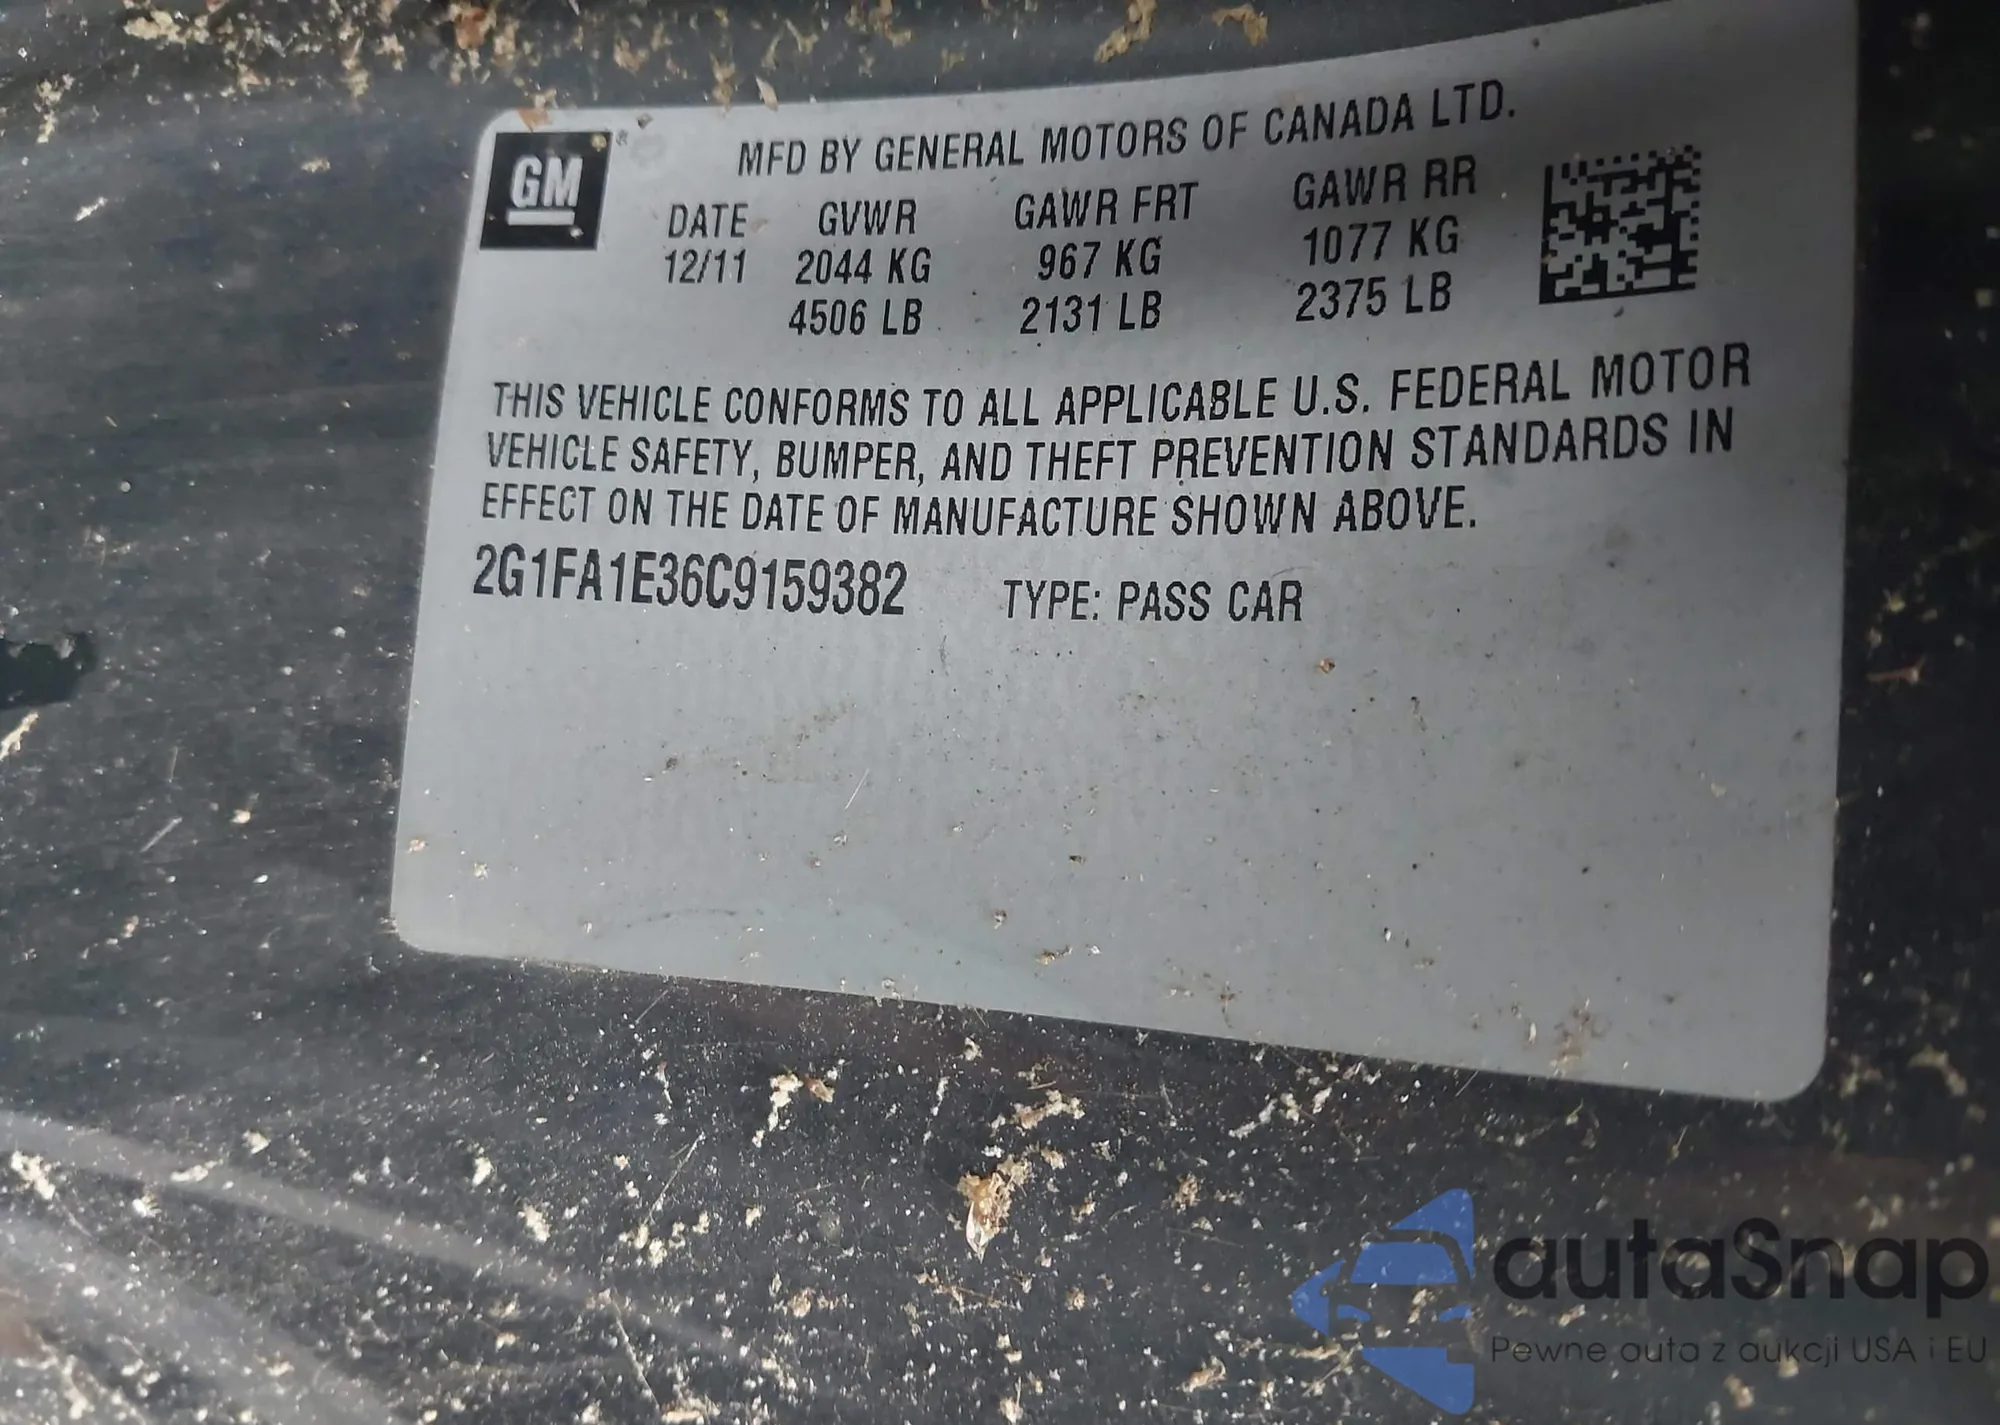 GM ®
MFD BY GENERAL MOTORS OF CANADA LTD.
DATE GVWR GAWR FRT GAWR RR
12/11 2044 KG 967 KG 1077 KG
4506 LB 2131 LB 2375 LB
THIS VEHICLE CONFORMS TO ALL APPLICABLE U.S. FEDERAL MOTOR
VEHICLE SAFETY, BUMPER, AND THEFT PREVENTION STANDARDS IN
EFFECT ON THE DATE OF MANUFACTURE SHOWN ABOVE.
2G1FA1E36C9159382 TYPE: PASS CAR
autaSnap
Pewne auta z aukcji USA i EU